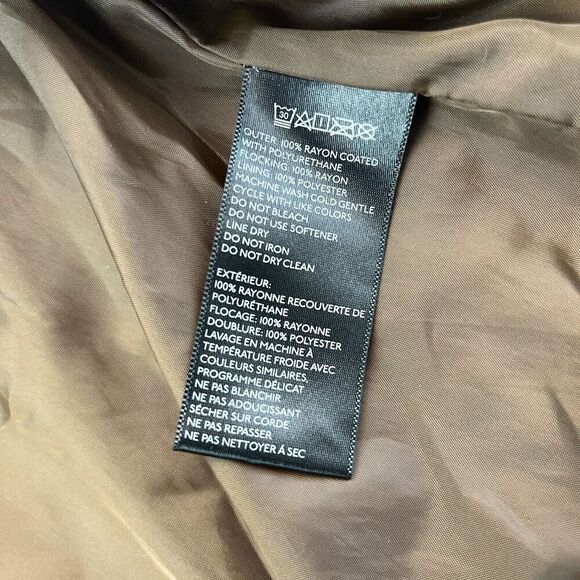 30
OUTER: 100% RAYON COATED
WITH POLYURETHANE
FLOCKING: 100% RAYON
LINING: 100% POLYESTER
MACHINE WASH COLD GENTLE
CYCLE WITH LIKE COLORS
DO NOT BLEACH
DO NOT USE SOFTENER
LINE DRY
DO NOT IRON
DO NOT DRY CLEAN
EXTÉRIEUR:
100% RAYONNE RECOUVERTE DE
POLYURÉTHANE
FLOCAGE: 100% RAYONNE
DOUBLURE: 100% POLYESTER
LAVAGE EN MACHINE À
TEMPÉRATURE FROIDE AVEC
COULEURS SIMILAIRES,
PROGRAMME DÉLICAT
NE PAS BLANCHIR
NE PAS ADOUCISSANT
SÉCHER SUR CORDE
NE PAS REPASSER
NE PAS NETTOYER Á SEC